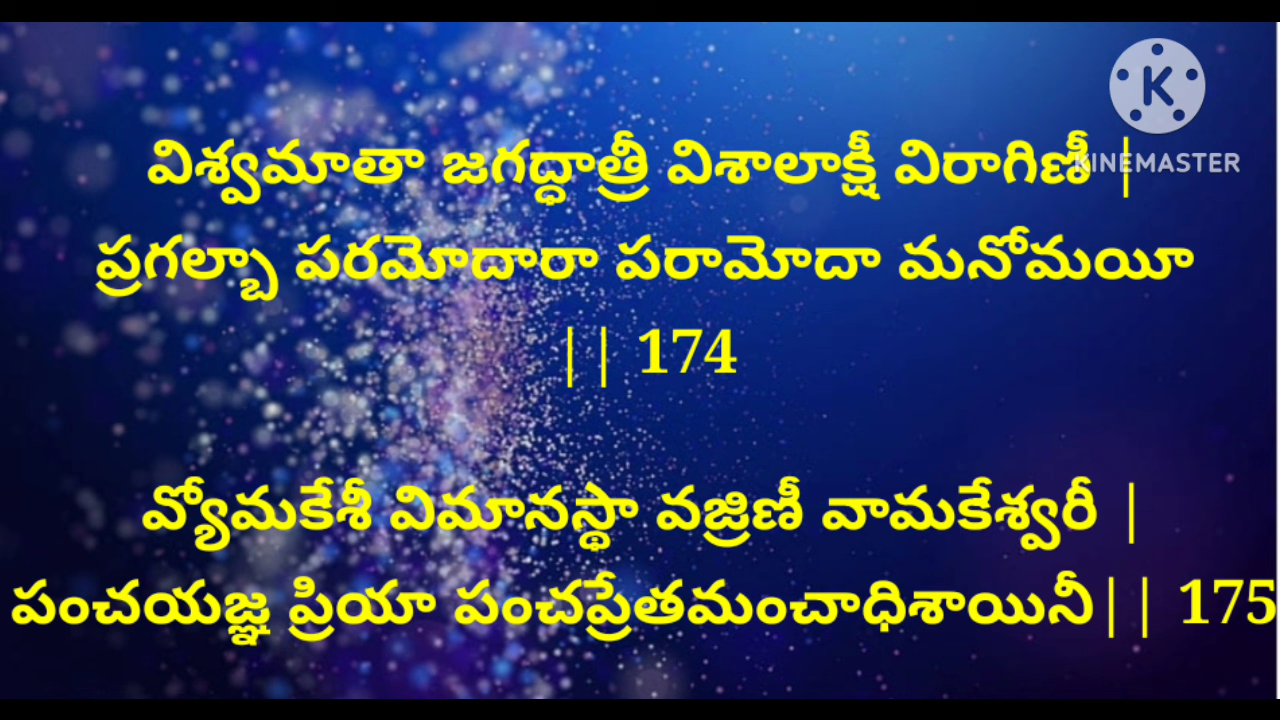 K
KINEMASTER
విశ్వమాతా జగద్ధాత్రీ విశాలాక్షీ విరాగిణీ |
ప్రగల్బా పరమోదారా పరామోదా మనోమయీ
|| 174
వ్యోమకేశీ విమానస్థా వజ్రిణీ వామకేశ్వరీ |
పంచయజ్ఞ ప్రియా పంచప్రేతమంచాధిశాయినీ|| 175